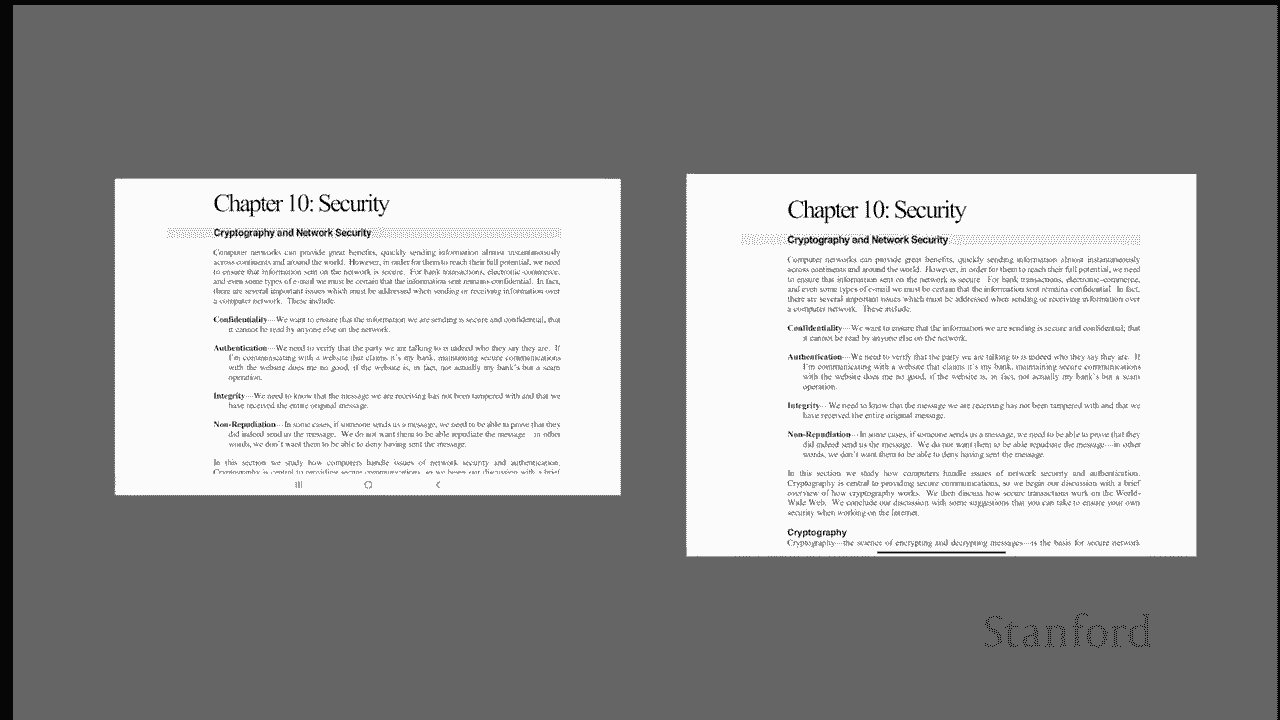 Chapter 10: Security
Cryptography and Network Security
Computer networks can provide great benefits, quickly sending information almost instantaneously
across continents and around the world. However, in order for them to reach their full potential, we need
to ensure that information sent on the network is secure. For bank transactions, electronic-commerce,
and even some types of e-mail we must be certain that the information sent remains confidential. In fact,
there are several important issues which must be addressed when sending or receiving information over
a computer network. These include:
Confidentiality—We want to ensure that the information we are sending is secure and confidential, that
it cannot be read by anyone else on the network.
Authentication—We need to verify that the party we are talking to is indeed who they say they are. If
I'm communicating with a website that claims it's my bank, maintaining secure communications
with the website does me no good, if the website is, in fact, not actually my bank's but a scam
operation.
Integrity—We need to know that the message we are receiving has not been tampered with and that we
have received the entire original message.
Non-Repudiation—In some cases, if someone sends us a message, we need to be able to prove that they
did indeed send us the message. We do not want them to be able repudiate the message—in other
words, we don't want them to be able to deny having sent the message.
In this section we study how computers handle issues of network security and authentication.
Cryptography is central to providing secure communications, so we begin our discussion with a brief
Chapter 10: Security
Cryptography and Network Security
Computer networks can provide great benefits, quickly sending information almost instantaneously
across continents and around the world. However, in order for them to reach their full potential, we need
to ensure that information sent on the network is secure. For bank transactions, electronic-commerce,
and even some types of e-mail we must be certain that the information sent remains confidential. In fact,
there are several important issues which must be addressed when sending or receiving information over
a computer network. These include:
Confidentiality—We want to ensure that the information we are sending is secure and confidential; that
it cannot be read by anyone else on the network.
Authentication—We need to verify that the party we are talking to is indeed who they say they are. If
I'm communicating with a website that claims it's my bank, maintaining secure communications
with the website does me no good, if the website is, in fact, not actually my bank's but a scam
operation.
Integrity—We need to know that the message we are receiving has not been tampered with and that we
have received the entire original message.
Non-Repudiation—In some cases, if someone sends us a message, we need to be able to prove that they
did indeed send us the message. We do not want them to be able repudiate the message—in other
words, we don't want them to be able to deny having sent the message.
In this section we study how computers handle issues of network security and authentication.
Cryptography is central to providing secure communications, so we begin our discussion with a brief
overview of how cryptography works. We then discuss how secure transactions work on the World-
Wide Web. We conclude our discussion with some suggestions that you can take to ensure your own
security when working on the Internet.
Cryptography
Cryptography—the science of encrypting and decrypting messages—is the basis for secure network
Stanford